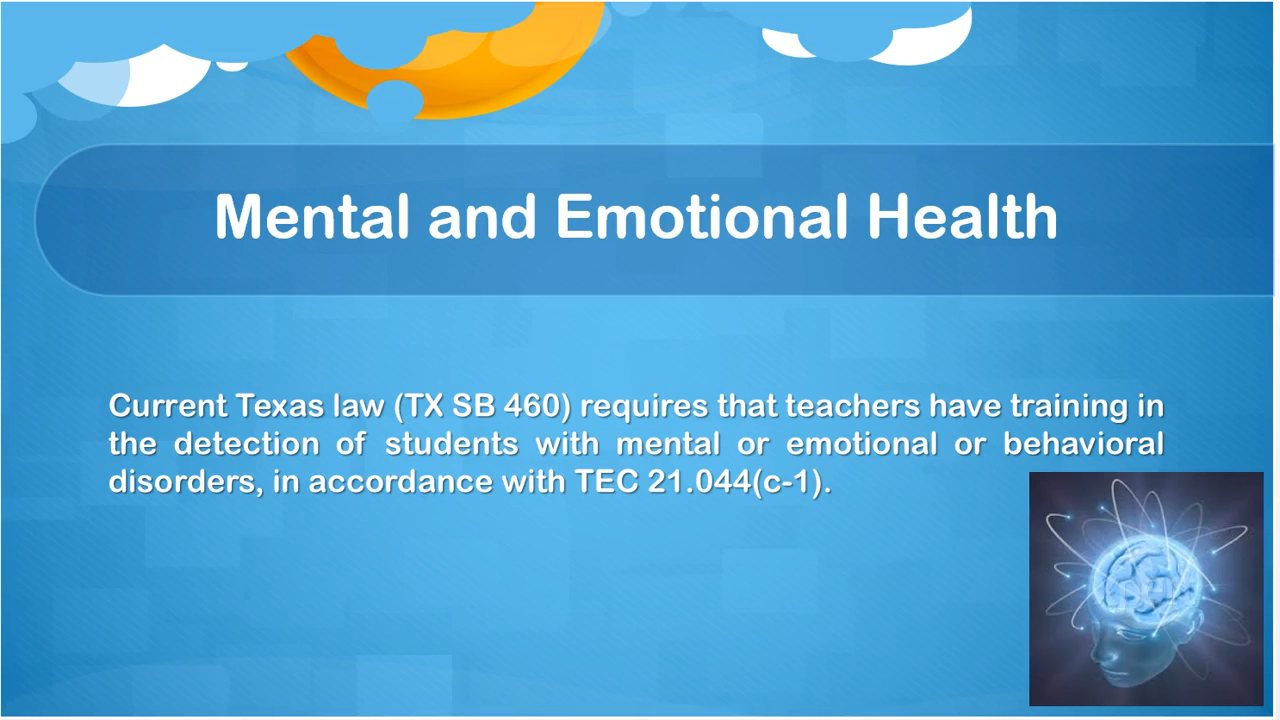 Mental and Emotional Health
Current Texas law (TX SB 460) requires that teachers have training in
the detection of students with mental or emotional or behavioral
disorders, in accordance with TEC 21.044(c-1).